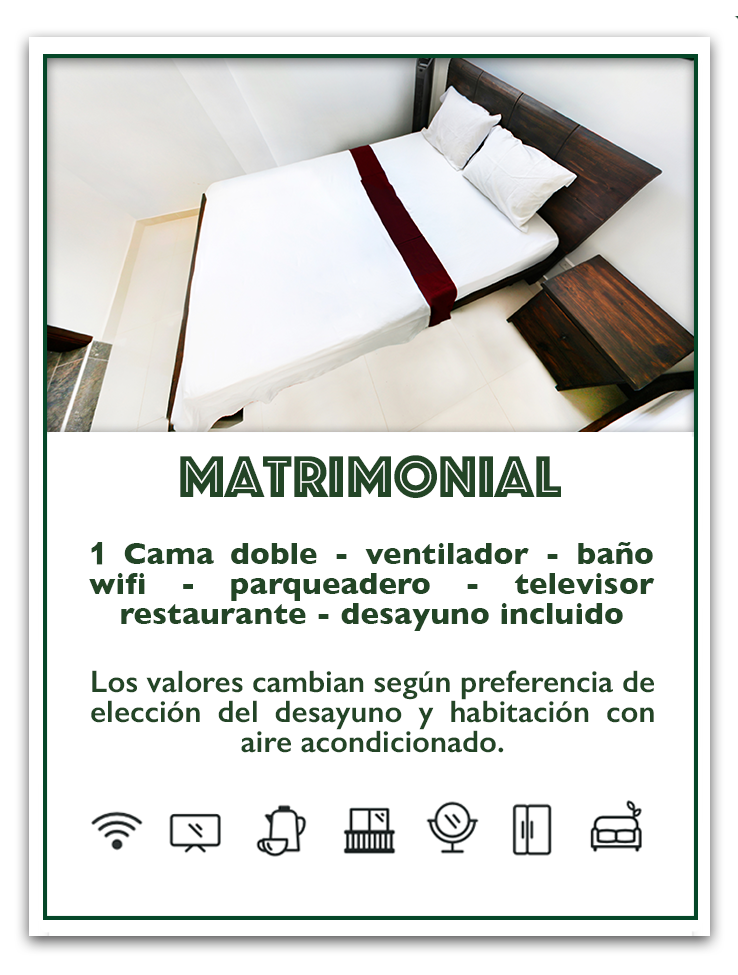 MATRIMONIAL
1 Cama doble - ventilador - baño
wifi - parqueadero - televisor
restaurante - desayuno incluido
Los valores cambian según preferencia de
elección del desayuno y habitación con
aire acondicionado.